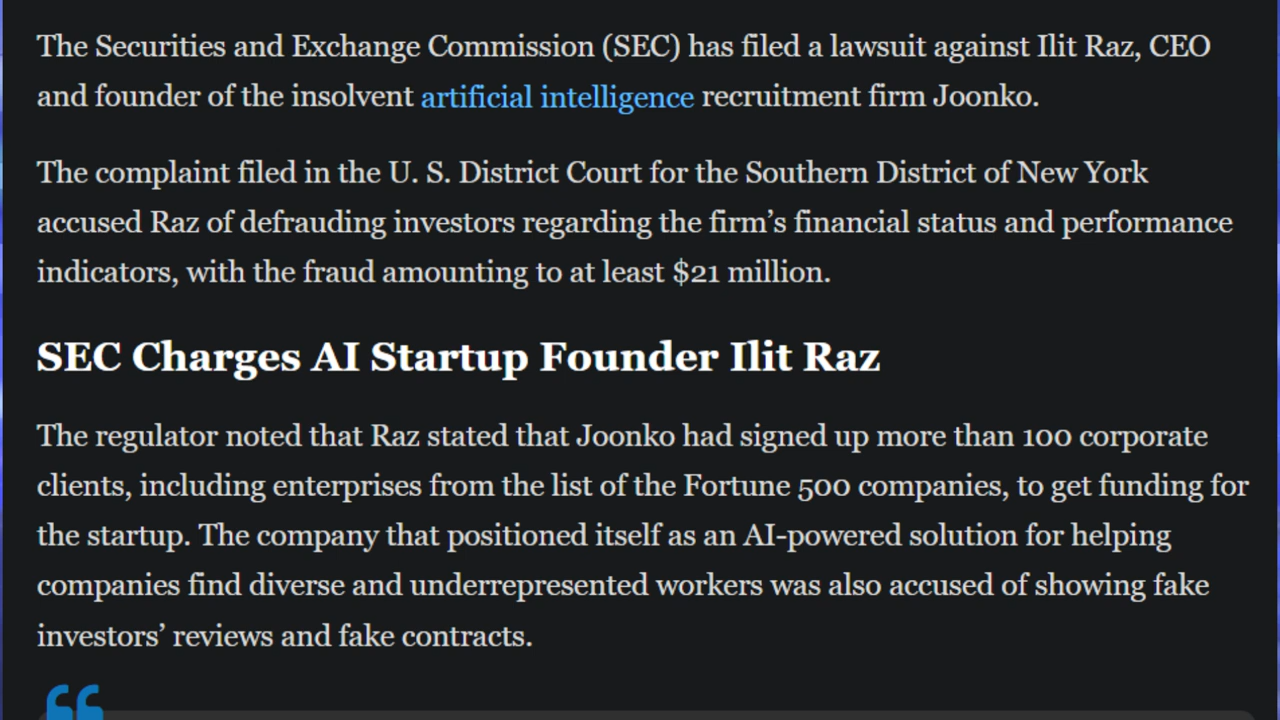 The Securities and Exchange Commission (SEC) has filed a lawsuit against Ilit Raz, CEO
and founder of the insolvent artificial intelligence recruitment firm Joonko.
The complaint filed in the U. S. District Court for the Southern District of New York
accused Raz of defrauding investors regarding the firm’s financial status and performance
indicators, with the fraud amounting to at least $21 million.
SEC Charges AI Startup Founder Ilit Raz
The regulator noted that Raz stated that Joonko had signed up more than 100 corporate
clients, including enterprises from the list of the Fortune 500 companies, to get funding for
the startup. The company that positioned itself as an AI-powered solution for helping
companies find diverse and underrepresented workers was also accused of showing fake
investors’ reviews and fake contracts.
“